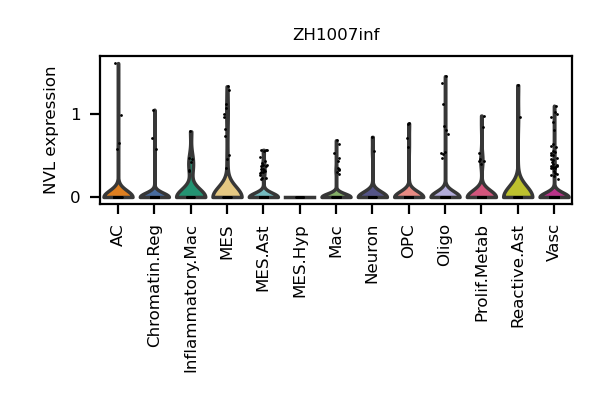 ZH1007inf
NVL expression
1
0
AC
Chromatin.Reg
Inflammatory.Mac
MES
MES.Ast
MES.Hyp
Mac
Neuron
OPC
Oligo
Prolif.Metab
Reactive.Ast
Vasc